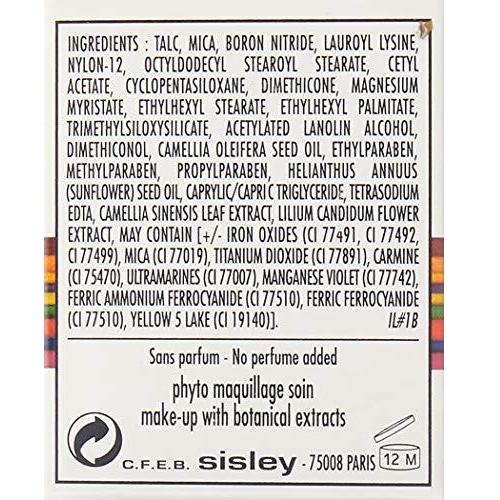 INGREDIENTS : TALC, MICA, BORON NITRIDE, LAUROYL LYSINE,
NYLON-12, OCTYLDODECYL STEAROYL STEARATE, CETYL
ACETATE, CYCLOPENTASILOXANE, DIMETHICONE, MAGNESIUM
MYRISTATE, ETHYLHEXYL STEARATE, ETHYLHEXYL PALMITATE,
TRIMETHYLSILOXYSILICATE, ACETYLATED LANOLIN ALCOHOL,
DIMETHICONOL, CAMELLIA OLEIFERA SEED OIL, ETHYLPARABEN,
METHYLPARABEN, PROPYLPARABEN, HELIANTHUS ANNUUS
(SUNFLOWER) SEED OIL, CAPRYLIC/CAPRIC TRIGLYCERIDE, TETRASODIUM
EDTA, CAMELLIA SINENSIS LEAF EXTRACT, LILIUM CANDIDUM FLOWER
EXTRACT, MAY CONTAIN [+/- IRON OXIDES (CI 77491, CI 77492,
CI 77499), MICA (CI 77019), TITANIUM DIOXIDE (CI 77891), CARMINE
(CI 75470), ULTRAMARINES (CI 77007), MANGANESE VIOLET (CI 77742),
FERRIC AMMONIUM FERROCYANIDE (CI 77510), FERRIC FERROCYANIDE
(CI 77510), YELLOW 5 LAKE (CI 19140)]. IL#1B
Sans parfum - No perfume added
phyto maquillage soin
make-up with botanical extracts
C.F.E.B. sisley - 75008 PARIS 12 M